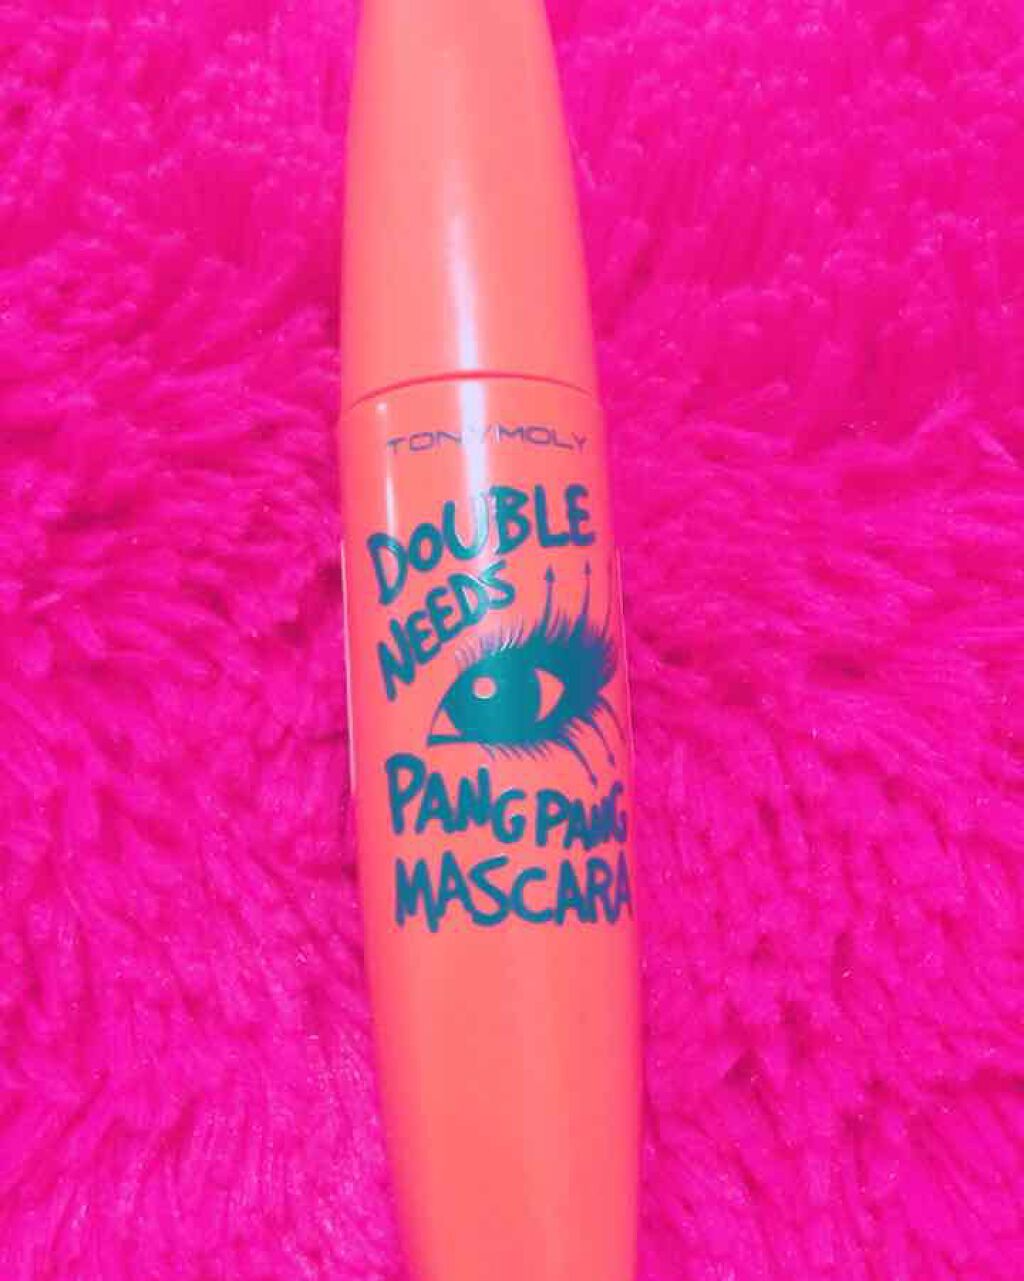 TONYMOLY
DOUBLE
NEEDS
PANG PANG
MASCARA